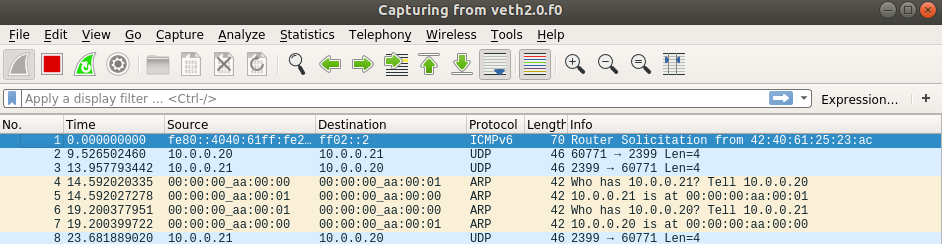 Capturing from veth2.0.f0
File Edit View Go Capture Analyze Statistics Telephony Wireless Tools Help
Apply a display filter ... <Ctrl-/> Expression... +
No. Time Source Destination Protocol Length Info
1 0.000000000 fe80::4040:61ff:fe2... ff02::2 ICMPv6 70 Router Solicitation from 42:40:61:25:23:ac
2 9.526502460 10.0.0.20 10.0.0.21 UDP 46 60771 → 2399 Len=4
3 13.957793442 10.0.0.21 10.0.0.20 UDP 46 2399 → 60771 Len=4
4 14.592020335 00:00:00_aa:00:00 00:00:00_aa:00:01 ARP 42 Who has 10.0.0.21? Tell 10.0.0.20
5 14.592027278 00:00:00_aa:00:01 00:00:00_aa:00:00 ARP 42 10.0.0.21 is at 00:00:00:aa:00:01
6 19.200377951 00:00:00_aa:00:01 00:00:00_aa:00:00 ARP 42 Who has 10.0.0.20? Tell 10.0.0.21
7 19.200399722 00:00:00_aa:00:00 00:00:00_aa:00:01 ARP 42 10.0.0.20 is at 00:00:00:aa:00:00
8 23.681889020 10.0.0.21 10.0.0.20 UDP 46 2399 → 60771 Len=4